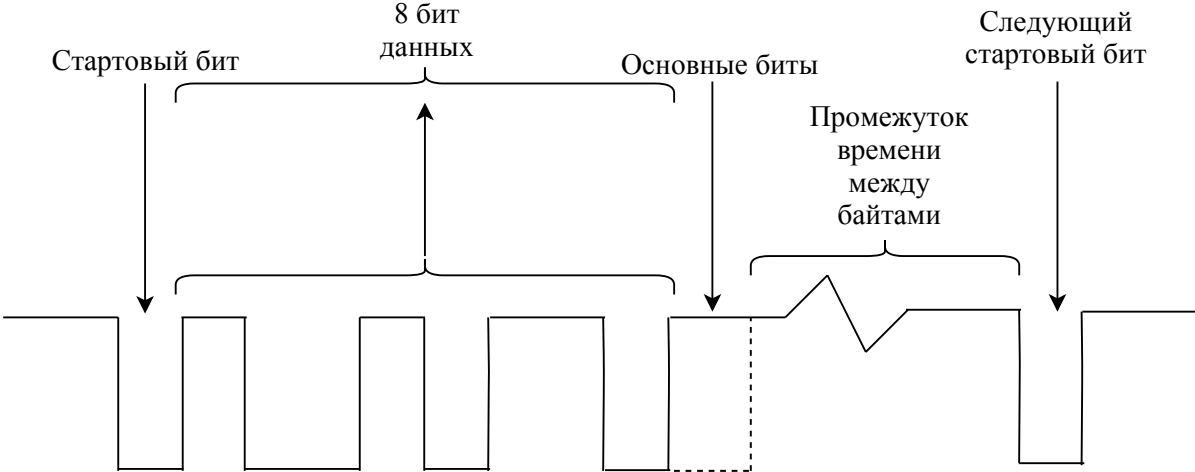 Стартовый бит
8 бит
данных
Основные биты
Промежуток
времени
между
байтами
Следующий
стартовый бит